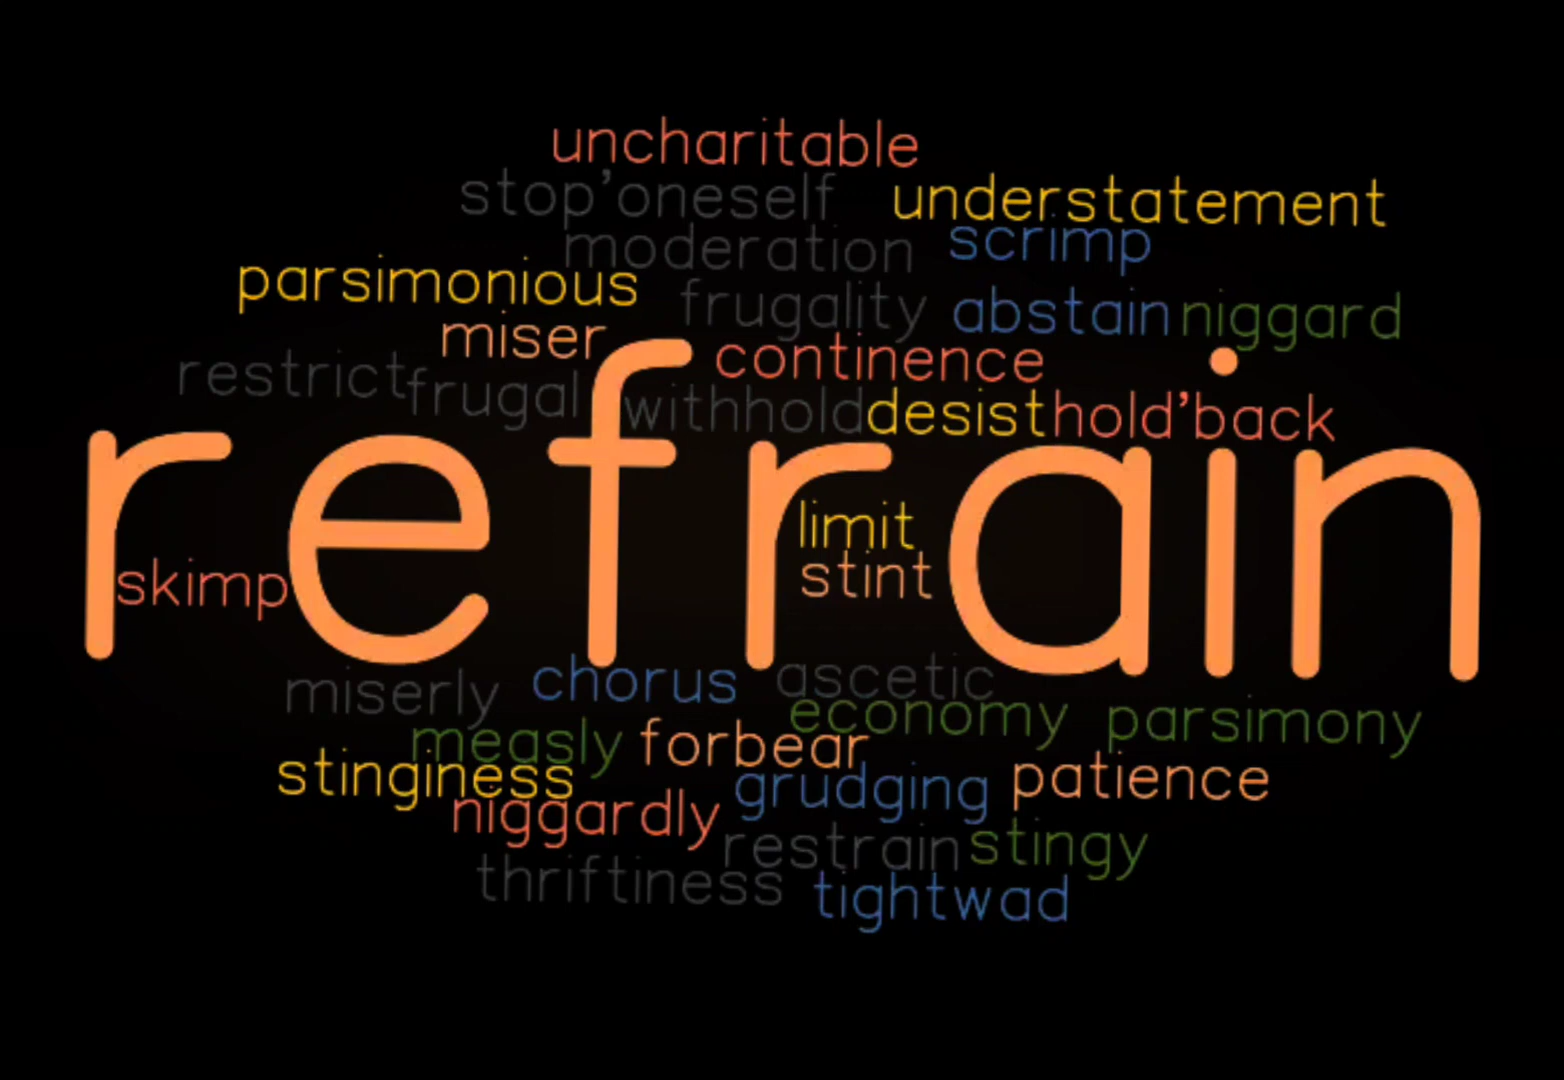 uncharitable
stop'oneself
understatement
moderation
scrimp
parsimonious
frugality
abstain
niggard
miser
continence
restrict
frugal
withhold
desist
hold'back
refrain
limit
stint
skimp
miserly
chorus
ascetic
economy
parsimony
measly
forbear
stinginess
grudging
patience
niggardly
restrain
stingy
thriftiness
tightwad